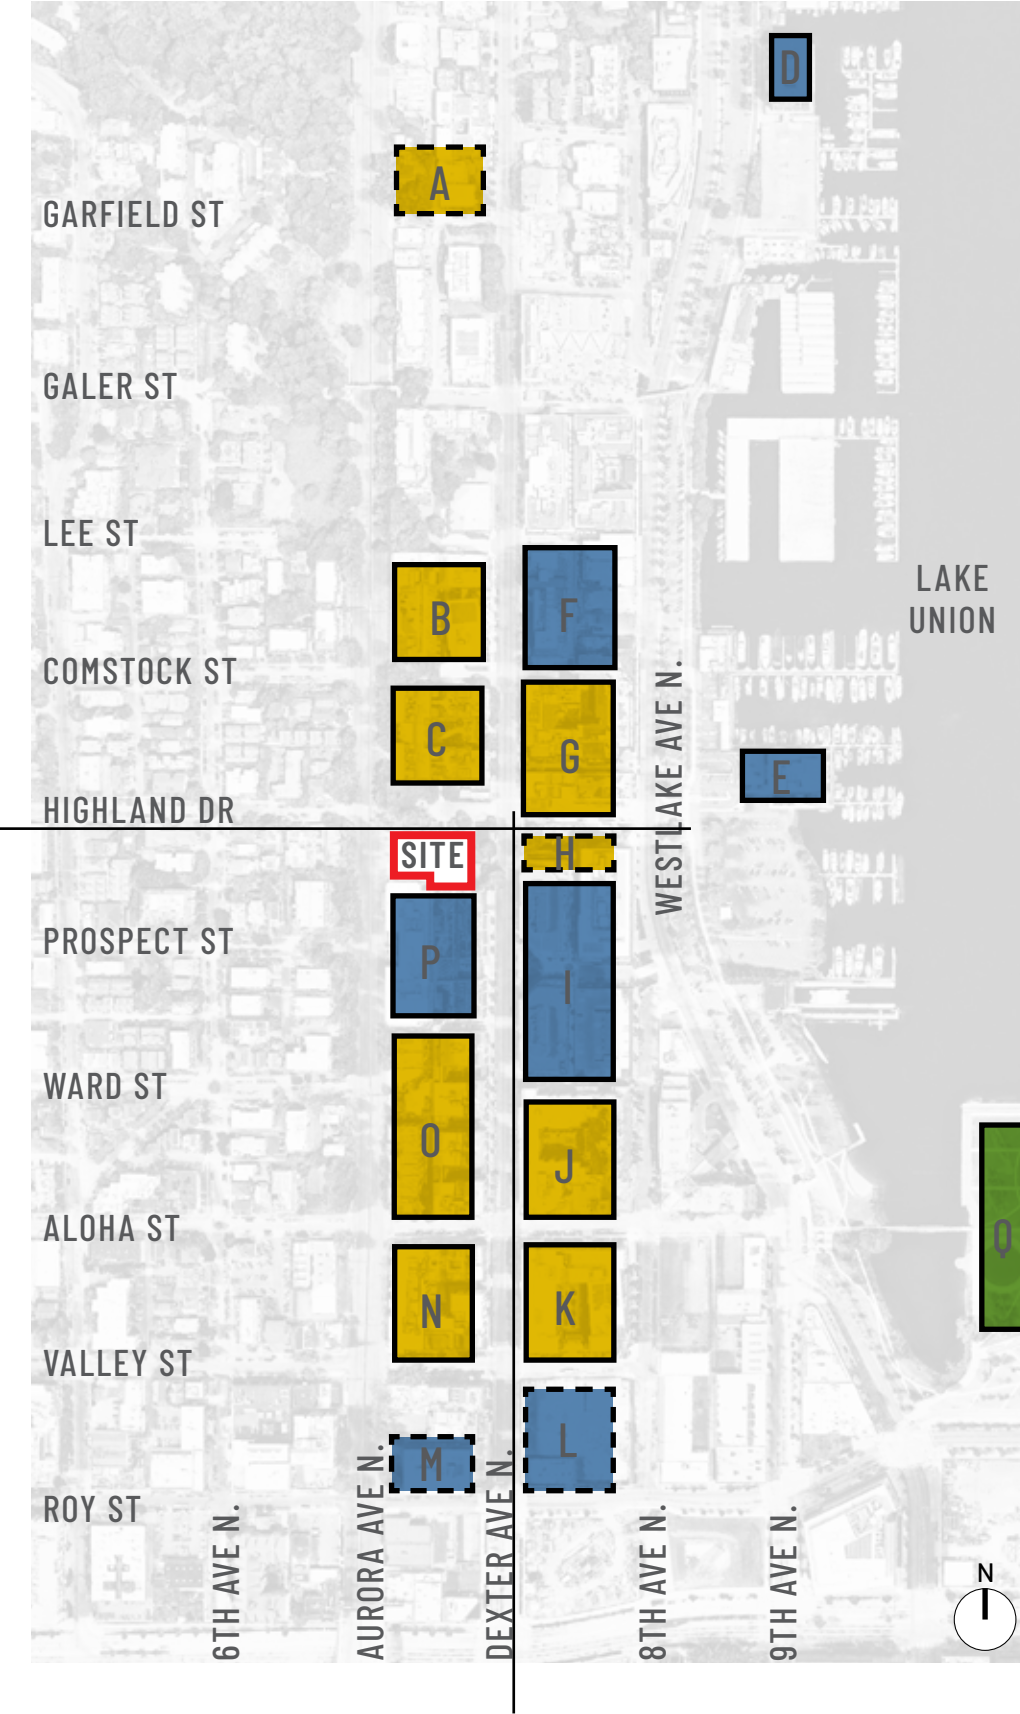 D
A
GARFIELD ST
GALER ST
LEE ST
LAKE
UNION
B
F
COMSTOCK ST
C
G
E
HIGHLAND DR
WESTLAKE AVE N.
SITE
H
PROSPECT ST
P
I
WARD ST
O
J
ALOHA ST
Q
N
K
VALLEY ST
M
L
ROY ST
6TH AVE N.
AURORA AVE N.
DEXTER AVE N.
8TH AVE N.
9TH AVE N.
N